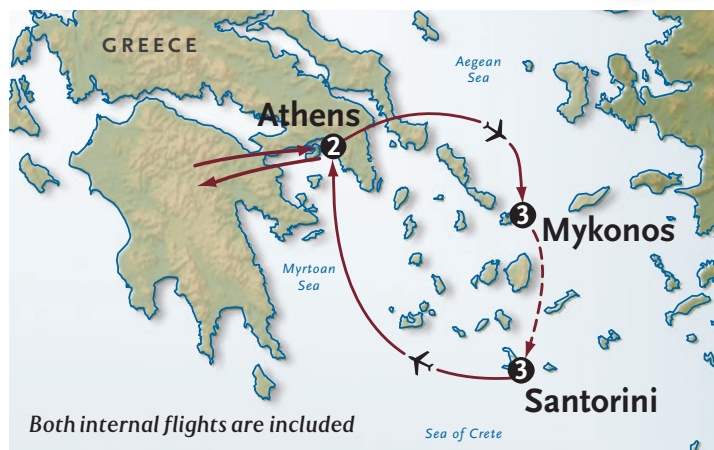 GREECE
Aegean
Sea
Athens
2
3
Mykonos
Myrtoan
Sea
3
Santorini
Both internal flights are included
Sea of Crete